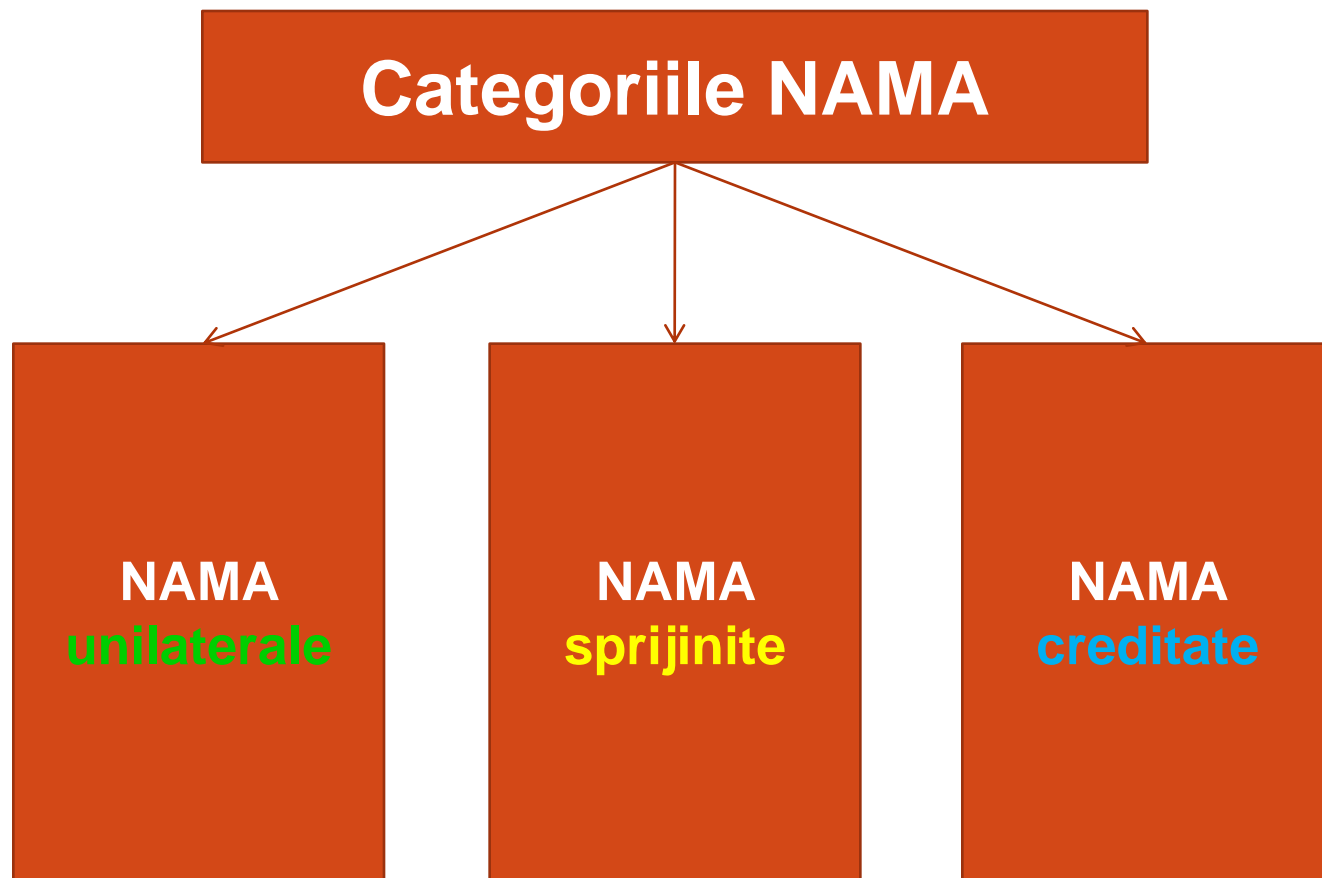 Categoriile NAMA
NAMA
unilaterale
NAMA
sprijinite
NAMA
creditate